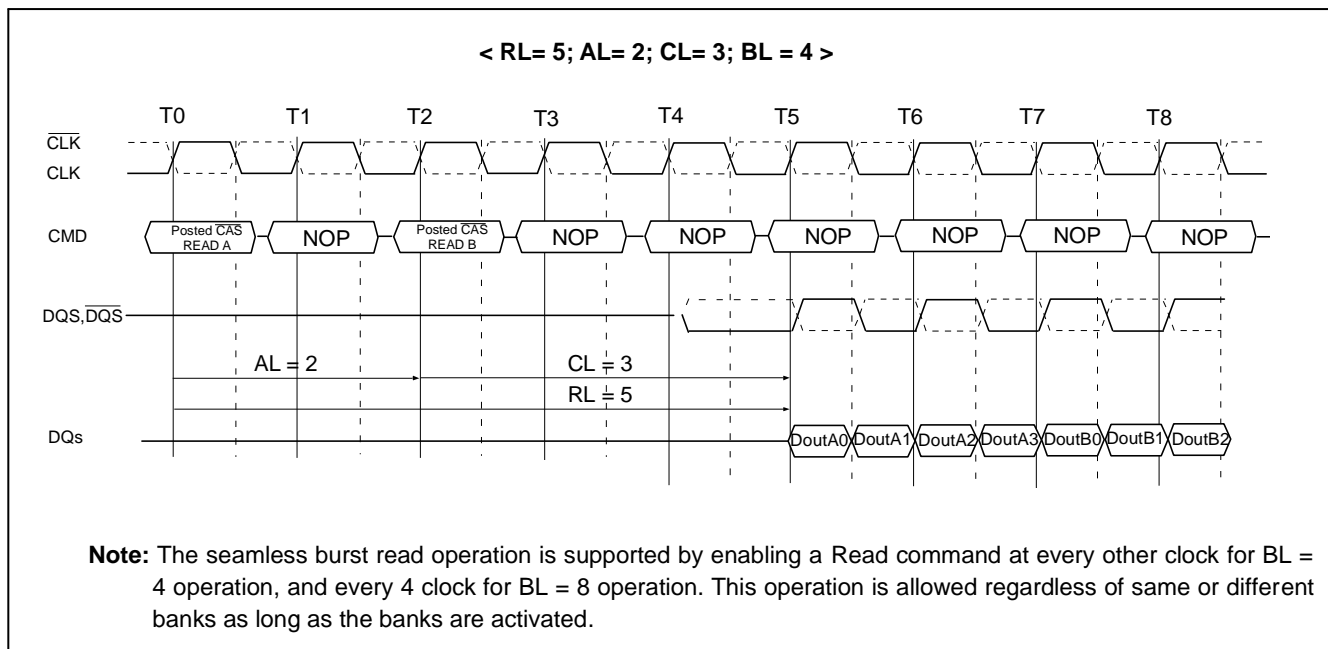 < RL= 5; AL= 2; CL= 3; BL = 4 >
T0 T1 T2 T3 T4 T5 T6 T7 T8
CLK
CLK
CMD Posted CAS READ A NOP Posted CAS READ B NOP NOP NOP NOP NOP NOP
DQS,DQS
AL = 2 CL = 3
RL = 5
DQs DoutA0 DoutA1 DoutA2 DoutA3 DoutB0 DoutB1 DoutB2
Note: The seamless burst read operation is supported by enabling a Read command at every other clock for BL =
4 operation, and every 4 clock for BL = 8 operation. This operation is allowed regardless of same or different
banks as long as the banks are activated.